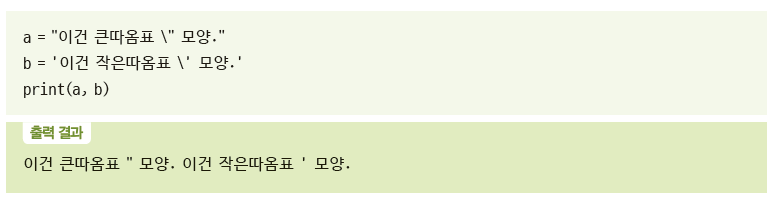 a = "이건 큰따옴표 \" 모양."
b = '이건 작은따옴표 \' 모양.'
print(a, b)
출력 결과
이건 큰따옴표 " 모양. 이건 작은따옴표 ' 모양.